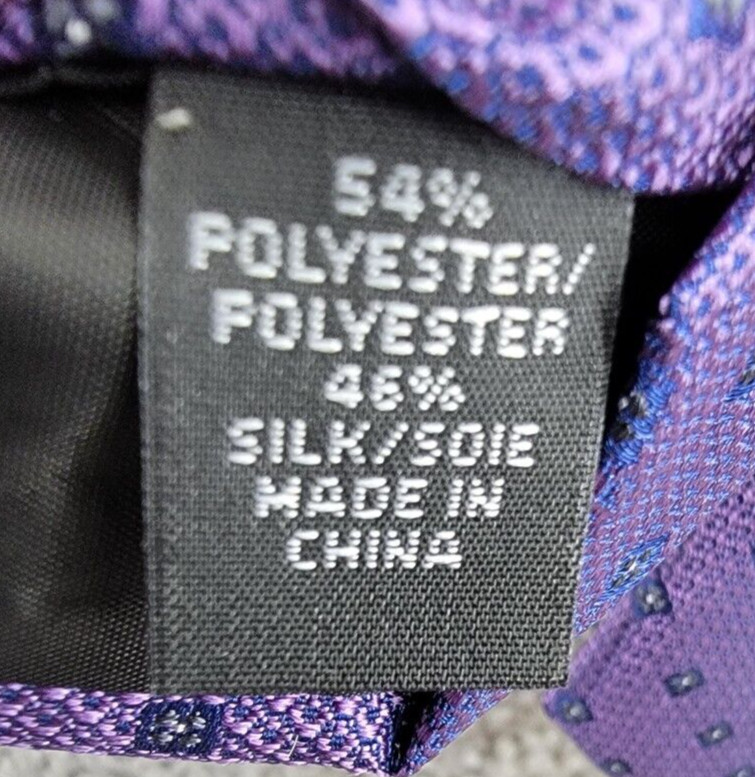 54%
POLYESTER/
POLYESTER
46%
SILK/SOIE
MADE IN
CHINA